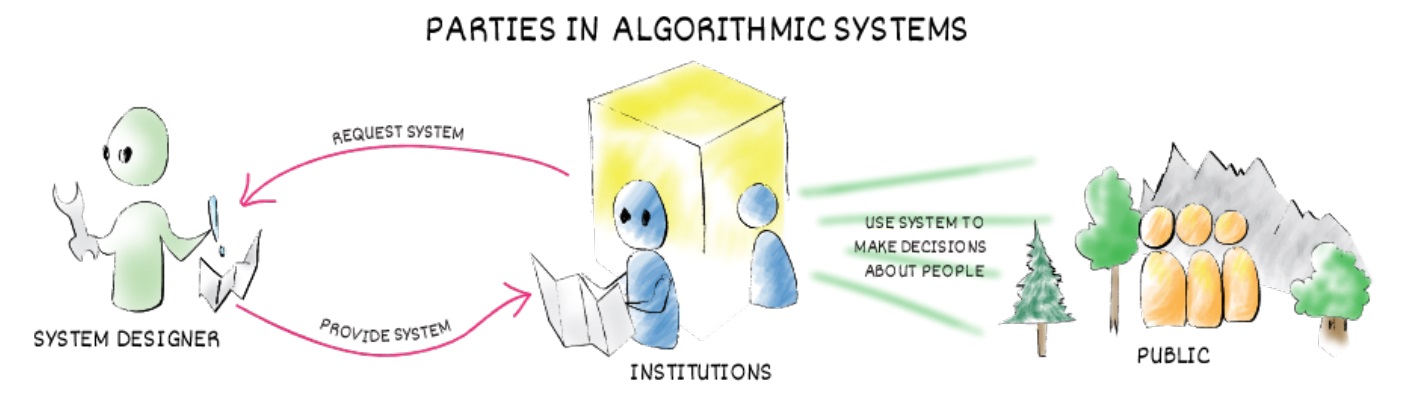 PARTIES IN ALGORITHMIC SYSTEMS
REQUEST SYSTEM
PROVIDE SYSTEM
SYSTEM DESIGNER
INSTITUTIONS
USE SYSTEM TO
MAKE DECISIONS
ABOUT PEOPLE
PUBLIC